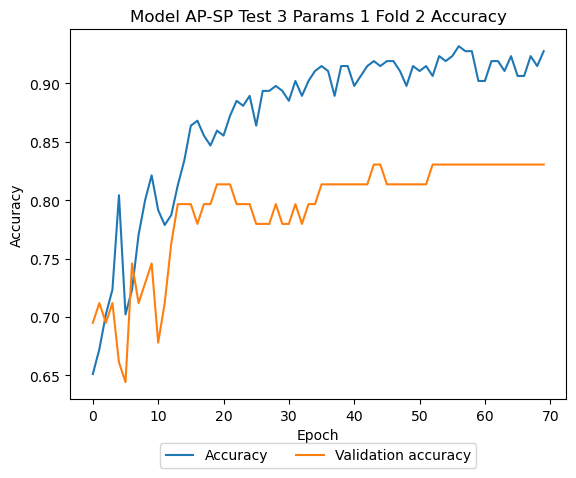 Model AP-SP Test 3 Params 1 Fold 2 Accuracy
Accuracy
0.90
0.85
0.80
0.75
0.70
0.65
0 10 20 30 40 50 60 70
Epoch
Accuracy Validation accuracy